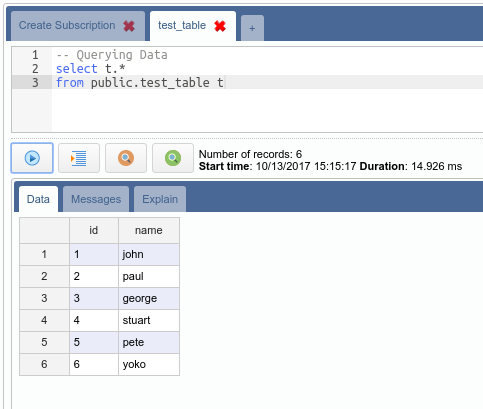 Create Subscription test_table +
1 -- Querying Data
2 select t.*
3 from public.test_table t
Number of records: 6
Start time: 10/13/2017 15:15:17 Duration: 14.926 ms
Data Messages Explain
id name
1 1 john
2 2 paul
3 3 george
4 4 stuart
5 5 pete
6 6 yoko